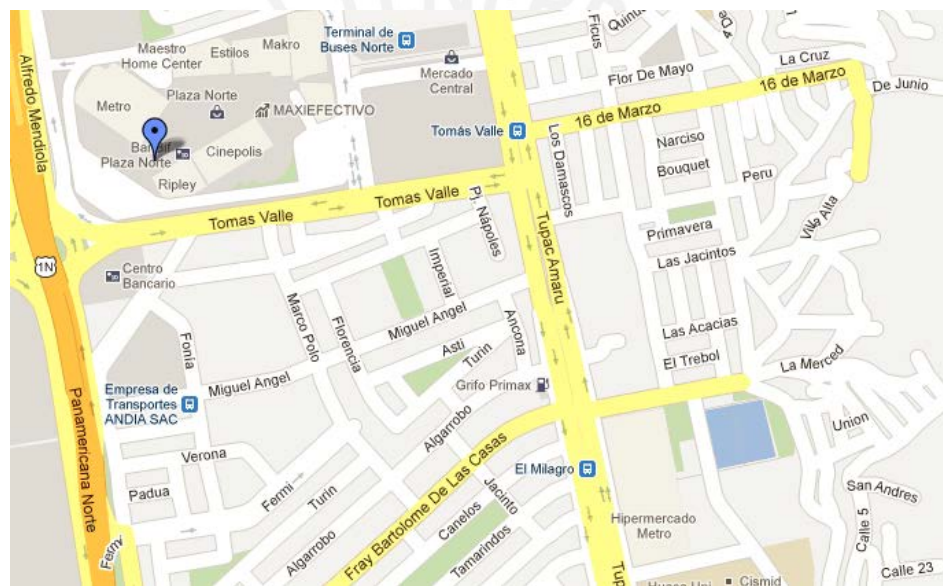 Terminal de
Buses Norte
Ficus
Maestro
Home Center
Estilos
Makro
Mercado
Central
Flor De Mayo
La Cruz
16 de Marzo
De Junio
Alfredo Mendiola
Metro
Plaza Norte
MAXIEFECTIVO
Tomás Valle
16 de Marzo
Los Damascos
Narciso
Plaza Norte
Cinepolis
Ripley
Bouquet
Peru
Tomas Valle
Tomas Valle
Pj. Nápoles
Tupac Amaru
Primavera
Villa Alta
1N
Centro
Bancario
Imperial
Las Jacintos
Marco Polo
Florencia
Miguel Angel
Ancona
Fonia
Asti
Turin
Las Acacias
El Trebol
La Merced
Miguel Angel
Grifo Primax
Empresa de
Transportes
ANDIA SAC
Panamericana Norte
Algarrobo
Union
Verona
Fray Bartolome De Las Casas
El Milagro
Padua
Fermi
Turin
Jacinto
San Andres
Canelos
Hipermercado
Metro
Calle 5
Algarrobo
Tamarindos
Calle 23
Tup
Cismid